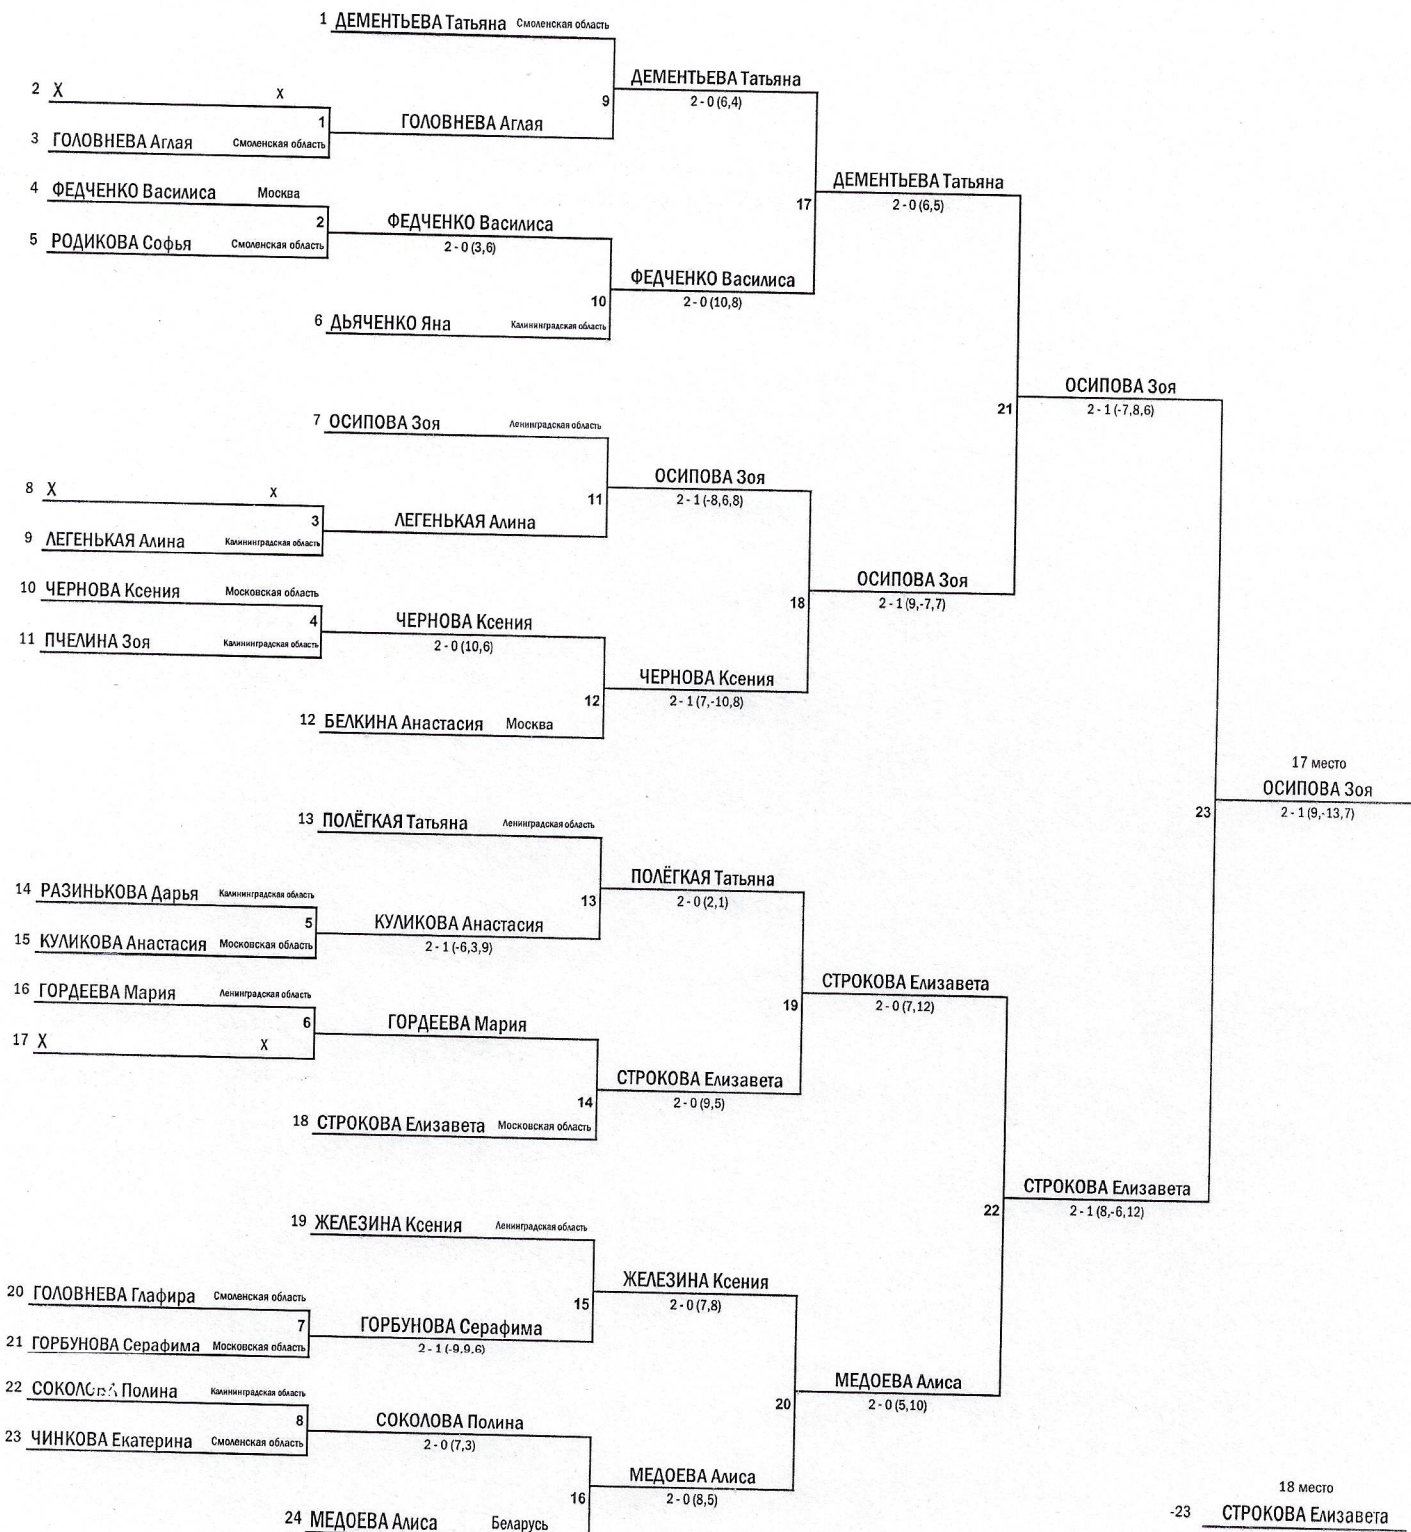 1 ДЕМЕНТЬЕВА Татьяна Смоленская область
ДЕМЕНТЬЕВА Татьяна
2 X x
9 2 - 0 (6,4)
1 ГОЛОВНЕВА Аглая
3 ГОЛОВНЕВА Аглая Смоленская область
ДЕМЕНТЬЕВА Татьяна
4 ФЕДЧЕНКО Василиса Москва
17 2 - 0 (6,5)
2 ФЕДЧЕНКО Василиса
5 РОДИКОВА Софья Смоленская область
2 - 0 (3,6)
ФЕДЧЕНКО Василиса
10 2 - 0 (10,8)
6 ДЬЯЧЕНКО Яна Калининградская область
ОСИПОВА Зоя
21 2 - 1 (-7,8,6)
7 ОСИПОВА Зоя Ленинградская область
ОСИПОВА Зоя
8 X x
11 2 - 1 (-8,6,8)
3 ЛЕГЕНЬКАЯ Алина
9 ЛЕГЕНЬКАЯ Алина Калининградская область
ОСИПОВА Зоя
10 ЧЕРНОВА Ксения Московская область
18 2 - 1 (9,-7,7)
4 ЧЕРНОВА Ксения
11 ПЧЕЛИНА Зоя Калининградская область
2 - 0 (10,6)
ЧЕРНОВА Ксения
12 2 - 1 (7,-10,8)
12 БЕЛКИНА Анастасия Москва
17 место
ОСИПОВА Зоя
23 2 - 1 (9,-13,7)
13 ПОЛЁГКАЯ Татьяна Ленинградская область
ПОЛЁГКАЯ Татьяна
14 РАЗИНЬКОВА Дарья Калининградская область
13 2 - 0 (2,1)
5 КУЛИКОВА Анастасия
15 КУЛИКОВА Анастасия Московская область
2 - 1 (-6,3,9)
СТРОКОВА Елизавета
16 ГОРДЕЕВА Мария Ленинградская область
19 2 - 0 (7,12)
6 ГОРДЕЕВА Мария
17 X x
СТРОКОВА Елизавета
14 2 - 0 (9,5)
18 СТРОКОВА Елизавета Московская область
СТРОКОВА Елизавета
22 2 - 1 (8,-6,12)
19 ЖЕЛЕЗИНА Ксения Ленинградская область
ЖЕЛЕЗИНА Ксения
20 ГОЛОВНЕВА Глафира Смоленская область
15 2 - 0 (7,8)
7 ГОРБУНОВА Серафима
21 ГОРБУНОВА Серафима Московская область
2 - 1 (-9,9,6)
МЕДОЕВА Алиса
22 СОКОЛОВА Полина Калининградская область
20 2 - 0 (5,10)
8 СОКОЛОВА Полина
23 ЧИНКОВА Екатерина Смоленская область
2 - 0 (7,3)
МЕДОЕВА Алиса
16 2 - 0 (8,5)
24 МЕДОЕВА Алиса Беларусь
18 место
-23 СТРОКОВА Елизавета